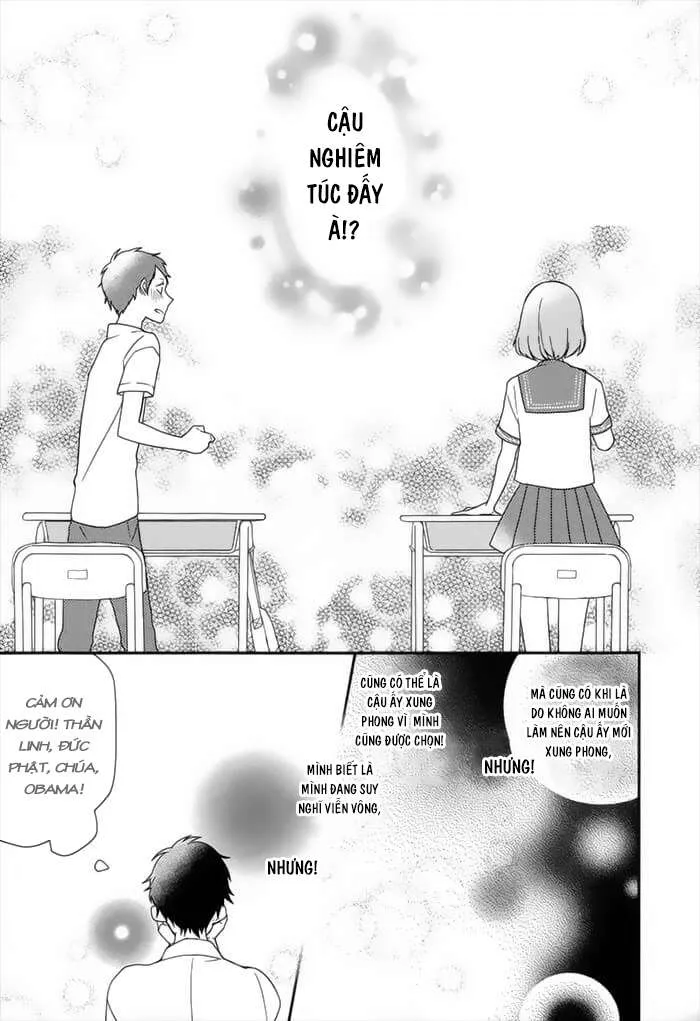 CẬU
NGHIÊM
TÚC ĐẤY
À!?
MÀ CŨNG CÓ KHI LÀ
DO KHÔNG AI MUỐN
LÀM NÊN CẬU ẤY MỚI
XUNG PHONG,
NHƯNG!
CŨNG CÓ THỂ LÀ
CẬU ẤY XUNG
PHONG VÌ MÌNH
CŨNG ĐƯỢC CHỌN!
MÌNH BIẾT LÀ
MÌNH ĐANG SUY
NGHĨ VIỂN VÔNG,
NHƯNG!
CẢM ƠN
NGƯỜI! THẦN
LINH, ĐỨC
PHẬT, CHÚA,
OBAMA!